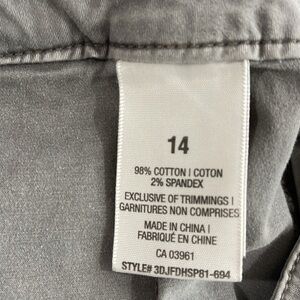 14
98% COTTON | COTON
2% SPANDEX
EXCLUSIVE OF TRIMMINGS |
GARNITURES NON COMPRISES
MADE IN CHINA |
FABRIQUÉ EN CHINE
CA 03961
STYLE# 3DJFDHSP81-694